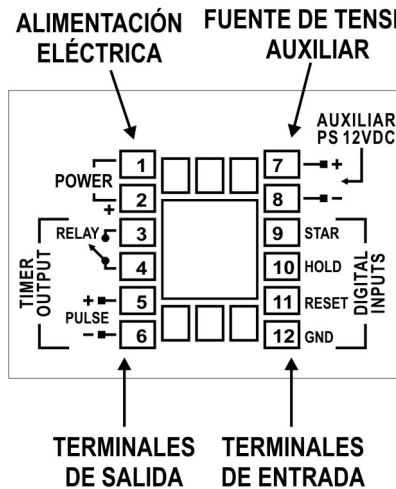 ALIMENTACIÓN
ELÉCTRICA
FUENTE DE TENSI
AUXILIAR
AUXILIAR
PS 12VDC
1
POWER
2
+
RELAY
3
4
TIMER
OUTPUT
+
5
PULSE
-
6
7
+
8
-
9 STAR
10 HOLD
11 RESET
12 GND
DIGITAL
INPUTS
TERMINALES
DE SALIDA
TERMINALES
DE ENTRADA